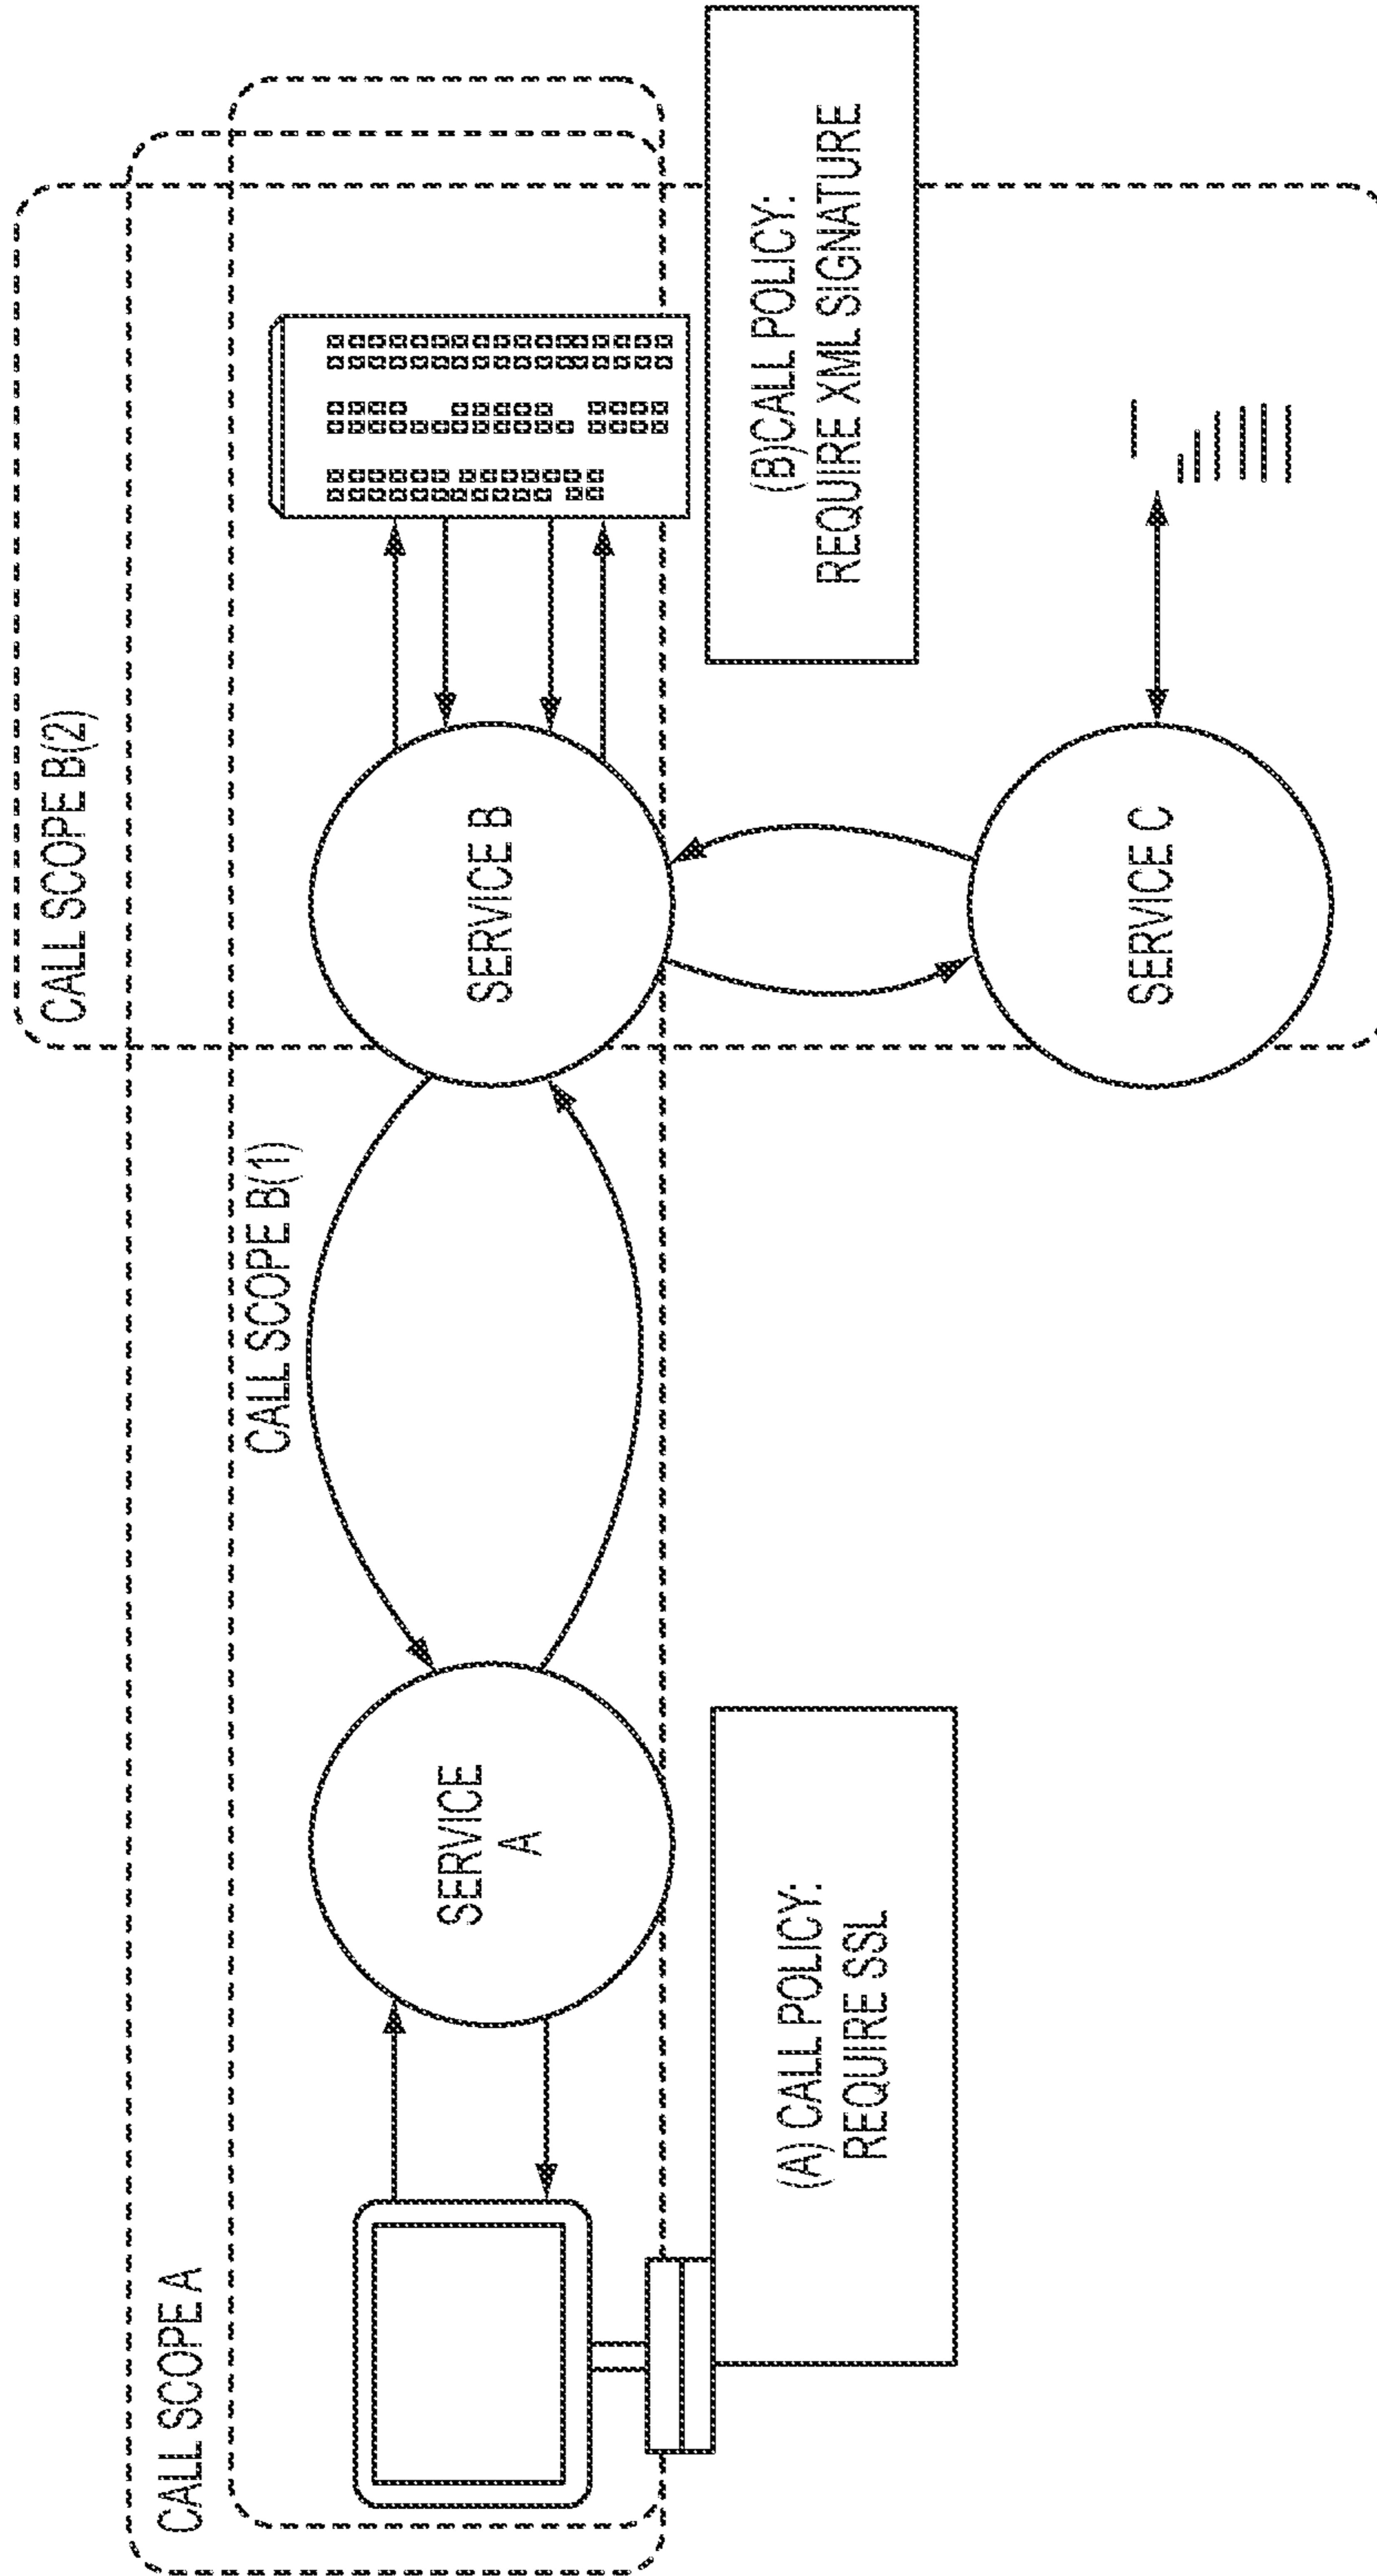 CALL SCOPE A
CALL SCOPE B(2)
CALL SCOPE B(1)
SERVICE
A
SERVICE B
(A) CALL POLICY:
REQUIRE SSL
(B)CALL POLICY:
REQUIRE XML SIGNATURE
SERVICE C